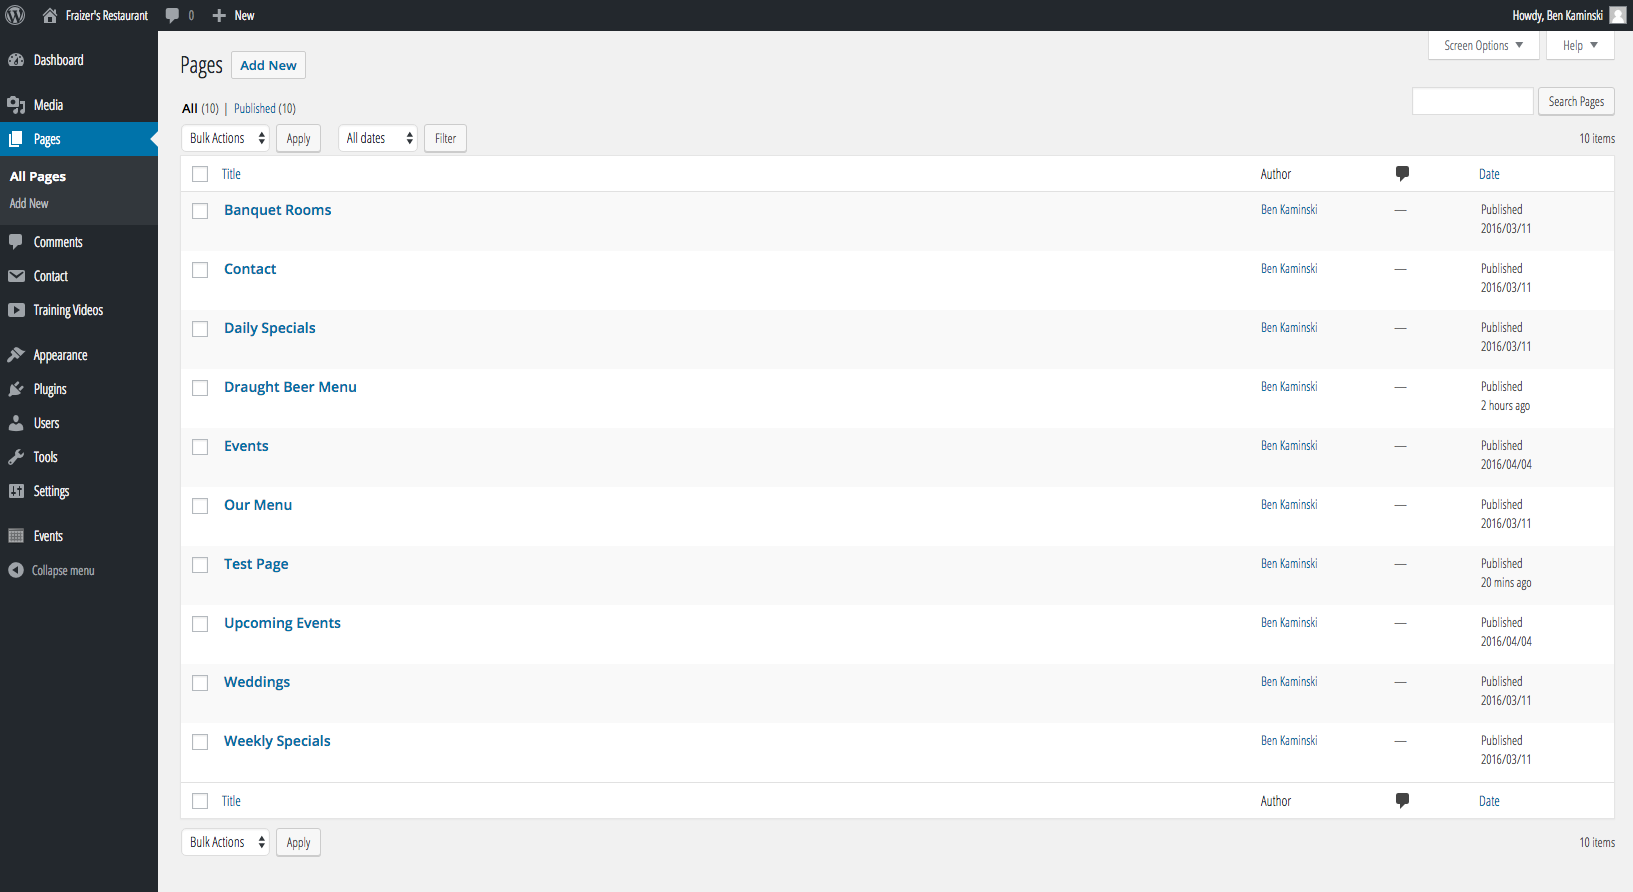 Fraizer's Restaurant 0 New Howdy, Ben Kaminski
Screen Options Help
Dashboard
Media
Pages
All Pages
Add New
Comments
Contact
Training Videos
Appearance
Plugins
Users
Tools
Settings
Events
Collapse menu
Pages Add New
All (10) | Published (10)
Search Pages
Bulk Actions Apply All dates Filter 10 items
Title Author Date
Banquet Rooms Ben Kaminski — Published
2016/03/11
Contact Ben Kaminski — Published
2016/03/11
Daily Specials Ben Kaminski — Published
2016/03/11
Draught Beer Menu Ben Kaminski — Published
2 hours ago
Events Ben Kaminski — Published
2016/04/04
Our Menu Ben Kaminski — Published
2016/03/11
Test Page Ben Kaminski — Published
20 mins ago
Upcoming Events Ben Kaminski — Published
2016/04/04
Weddings Ben Kaminski — Published
2016/03/11
Weekly Specials Ben Kaminski — Published
2016/03/11
Title Author Date
Bulk Actions Apply 10 items